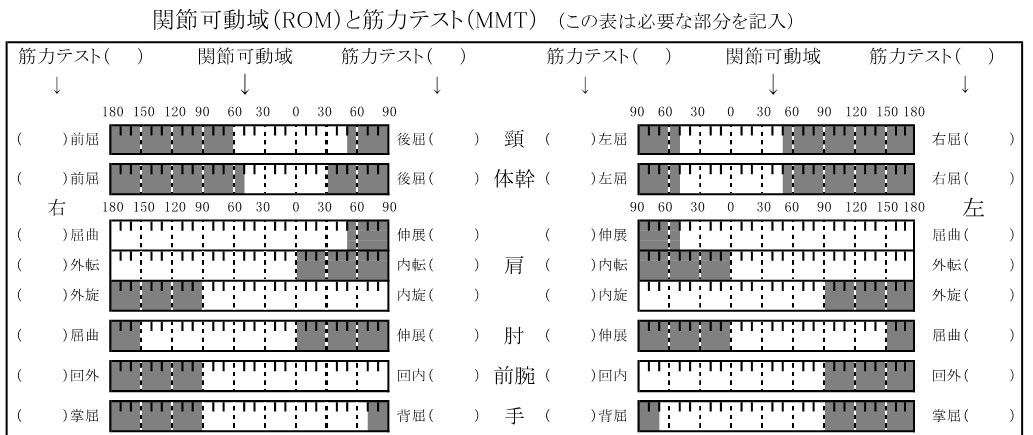 関節可動域(ROM)と筋力テスト(MMT) (この表は必要な部分を記入)
筋力テスト( ) 関節可動域 筋力テスト( ) 筋力テスト( ) 関節可動域 筋力テスト( )
↓ ↓ ↓ ↓ ↓ ↓
180 150 120 90 60 30 0 30 60 90 90 60 30 0 30 60 90 120 150 180
( )前屈 後屈( ) 頸 ( )左屈 右屈( )
( )前屈 後屈( ) 体幹 ( )左屈 右屈( )
右 180 150 120 90 60 30 0 30 60 90 90 60 30 0 30 60 90 120 150 180 左
( )屈曲 伸展( ) ( )伸展 屈曲( )
( )外転 内転( ) 肩 ( )内転 外転( )
( )外旋 内旋( ) ( )内旋 外旋( )
( )屈曲 伸展( ) 肘 ( )伸展 屈曲( )
( )回外 回内( ) 前腕 ( )回内 回外( )
( )掌屈 背屈( ) 手 ( )背屈 掌屈( )